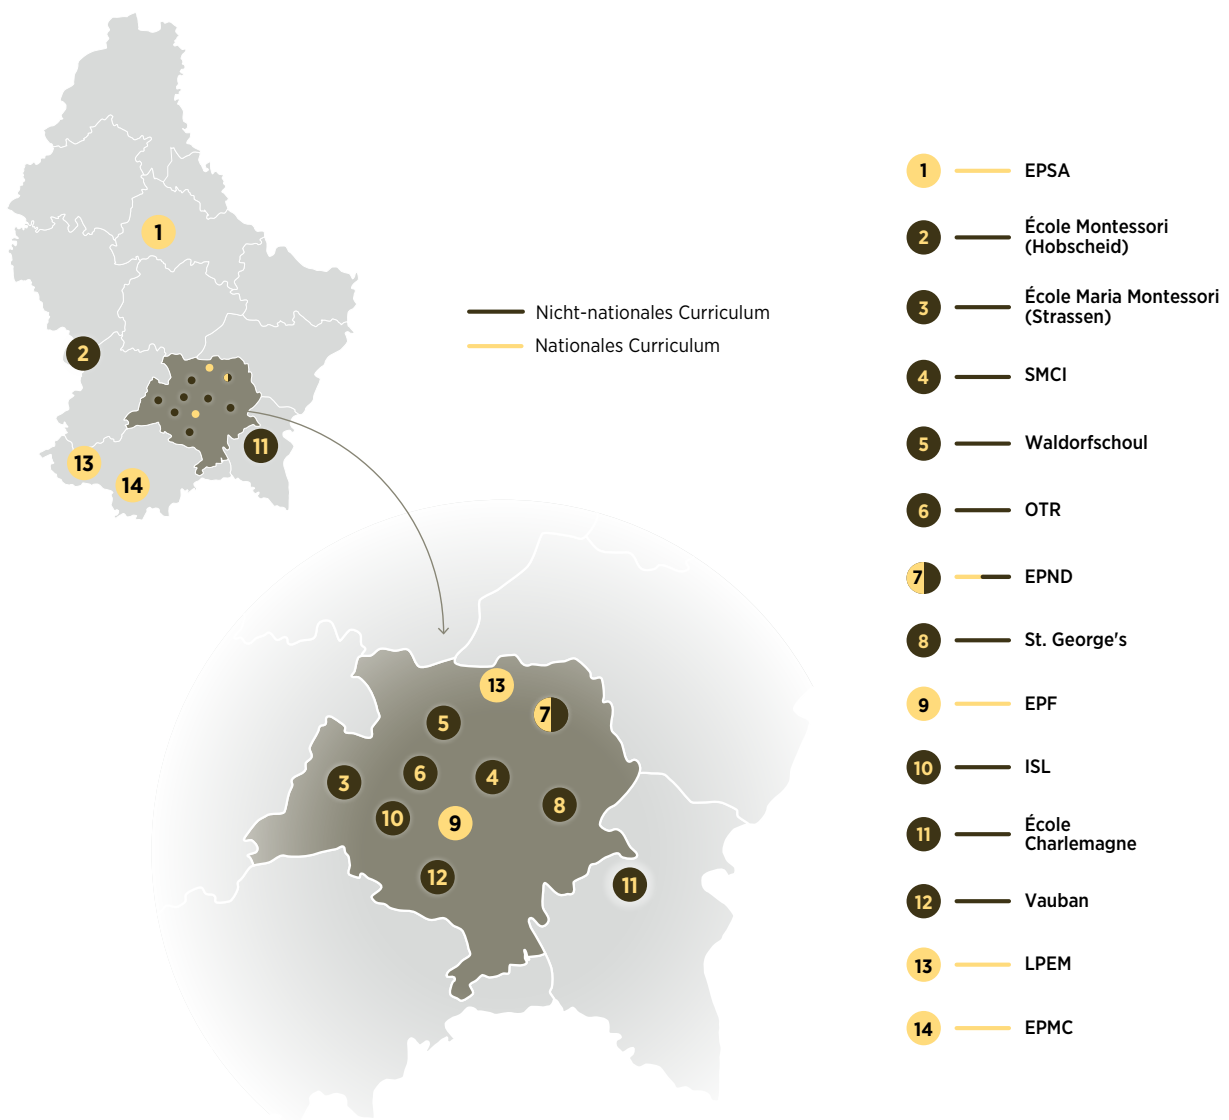 1
2
13
14
11
Nicht-nationales Curriculum
Nationales Curriculum
13
7
5
6
4
3
8
10
9
12
11
1 EPSA
2 École Montessori
(Hobscheid)
3 École Maria Montessori
(Strassen)
4 SMCI
5 Waldorfschoul
6 OTR
7 EPND
8 St. George's
9 EPF
10 ISL
11 École
Charlemagne
12 Vauban
13 LPEM
14 EPMC